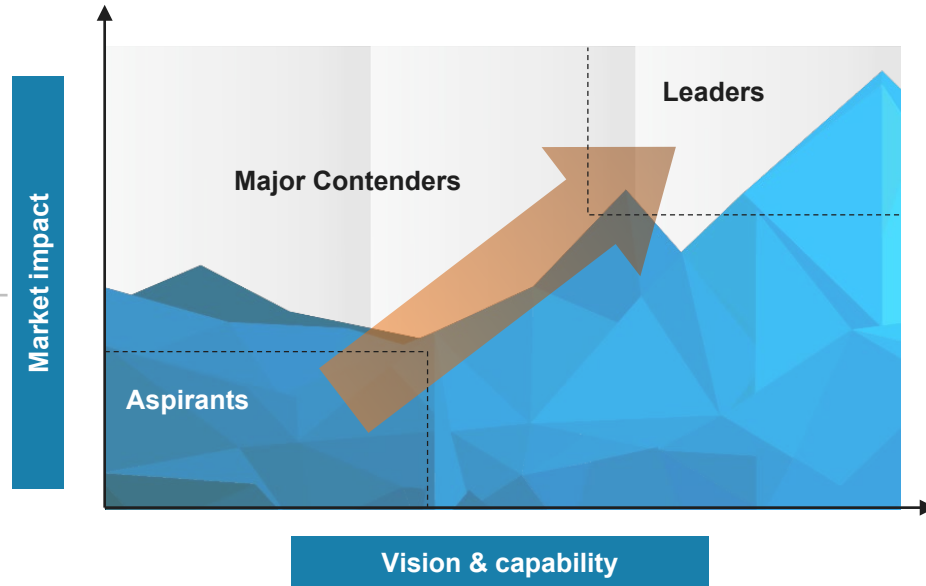 Leaders
Major Contenders
Market impact
Aspirants
Vision & capability